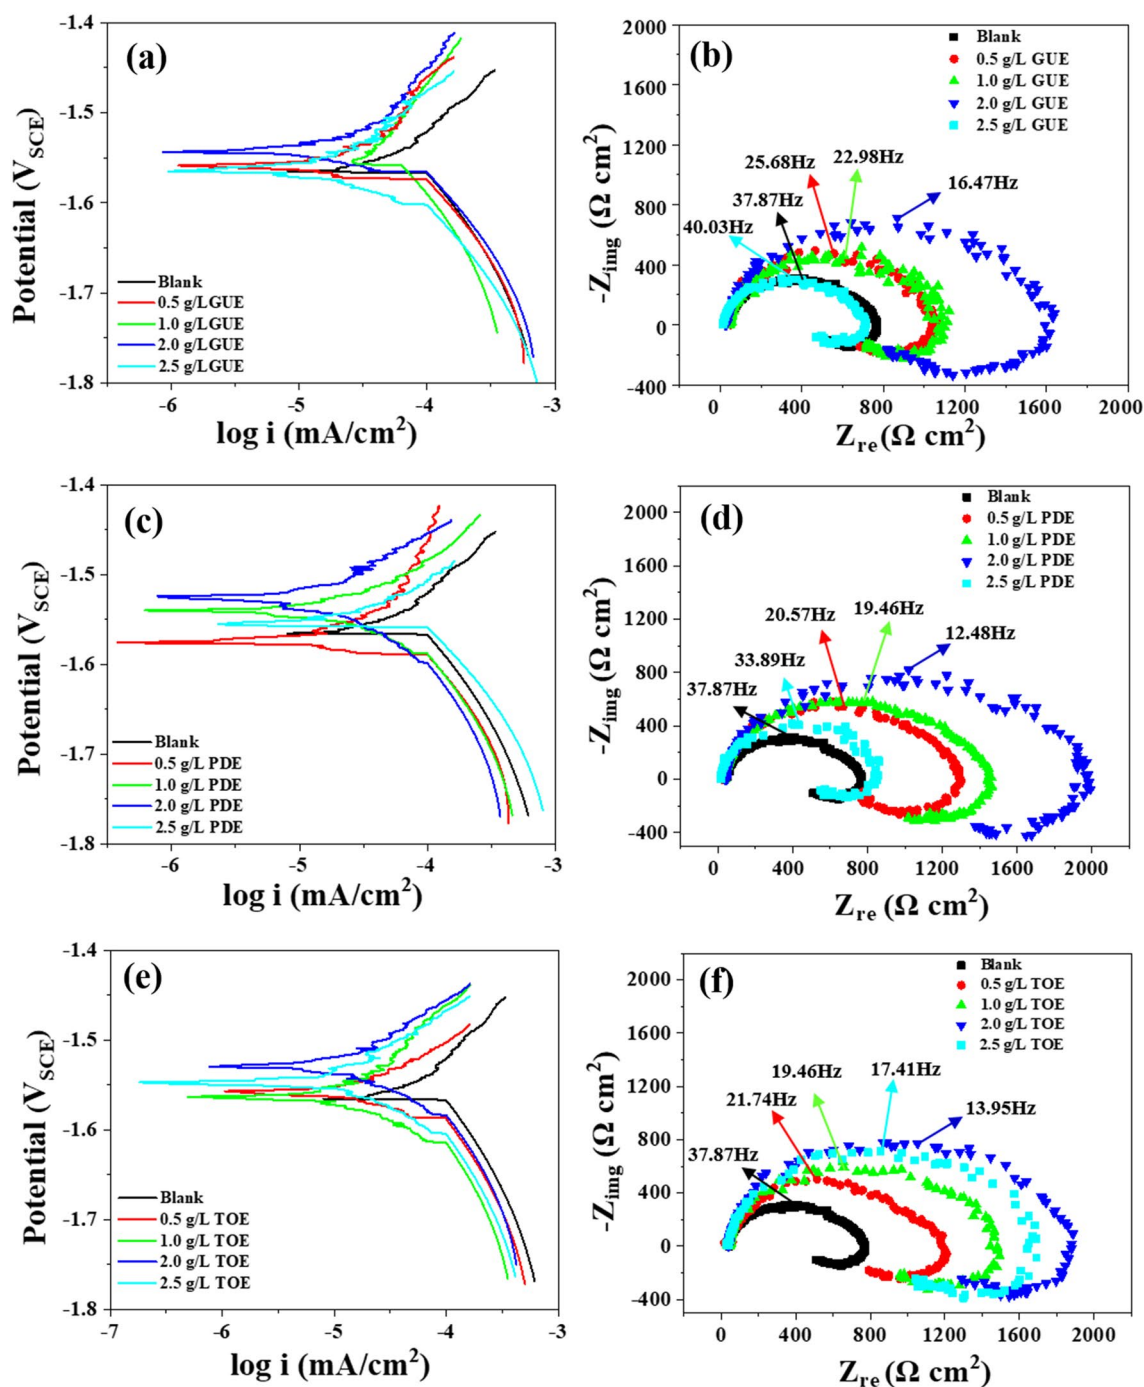 (a)
-1.4
-1.5
-1.6
-1.7
-1.8
Potential (V_SCE)
Blank
0.5 g/LGUE
1.0 g/LGUE
2.0 g/LGUE
2.5 g/LGUE
-6 -5 -4 -3
log i (mA/cm²)
(b)
Blank
0.5 g/L GUE
1.0 g/L GUE
2.0 g/L GUE
2.5 g/L GUE
2000
1600
1200
800
400
0
-400
-Z_img (Ω cm²)
25.68Hz
22.98Hz
37.87Hz
16.47Hz
40.03Hz
0 400 800 1200 1600 2000
Z_re(Ω cm²)
(c)
-1.4
-1.5
-1.6
-1.7
-1.8
Potential (V_SCE)
Blank
0.5 g/L PDE
1.0 g/L PDE
2.0 g/L PDE
2.5 g/L PDE
-6 -5 -4 -3
log i (mA/cm²)
(d)
Blank
0.5 g/L PDE
1.0 g/L PDE
2.0 g/L PDE
2.5 g/L PDE
2000
1600
1200
800
400
0
-400
-Z_img (Ω cm²)
20.57Hz
19.46Hz
12.48Hz
33.89Hz
37.87Hz
0 400 800 1200 1600 2000
Z_re (Ω cm²)
(e)
-1.4
-1.5
-1.6
-1.7
-1.8
Potential (V_SCE)
Blank
0.5 g/L TOE
1.0 g/L TOE
2.0 g/L TOE
2.5 g/L TOE
-7 -6 -5 -4 -3
log i (mA/cm²)
(f)
Blank
0.5 g/L TOE
1.0 g/L TOE
2.0 g/L TOE
2.5 g/L TOE
2000
1600
1200
800
400
0
-400
-Z_img (Ω cm²)
19.46Hz
17.41Hz
21.74Hz
13.95Hz
37.87Hz
0 400 800 1200 1600 2000
Z_re (Ω cm²)